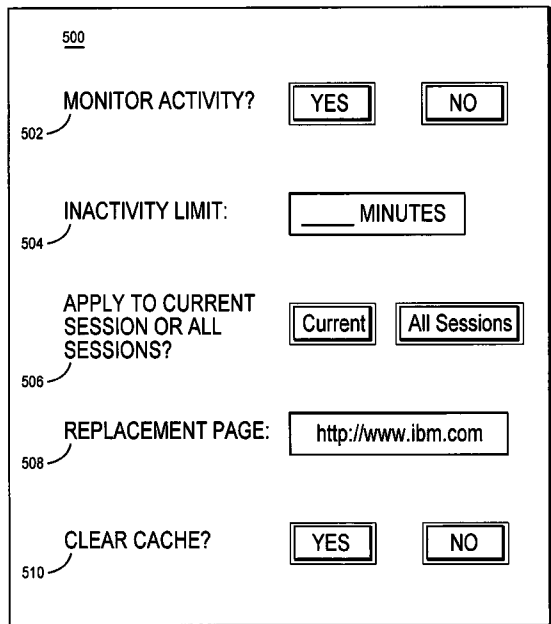 500
MONITOR ACTIVITY? YES NO
502
INACTIVITY LIMIT: ____ MINUTES
504
APPLY TO CURRENT
SESSION OR ALL
SESSIONS?
Current All Sessions
506
REPLACEMENT PAGE: http://www.ibm.com
508
CLEAR CACHE? YES NO
510